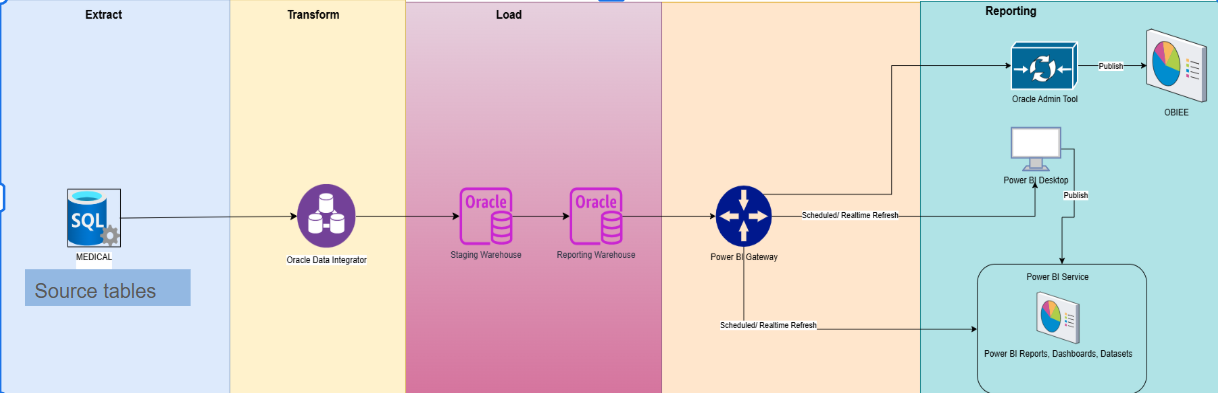 Extract
Transform
Load
Reporting
Publish
Oracle Admin Tool
OBIEE
Power BI Desktop
Publish
SQL
MEDICAL
Source tables
Oracle Data Integrator
Oracle
Staging Warehouse
Oracle
Reporting Warehouse
Power BI Gateway
Scheduled/ Realtime Refresh
Scheduled/ Realtime Refresh
Power BI Service
Power BI Reports, Dashboards, Datasets